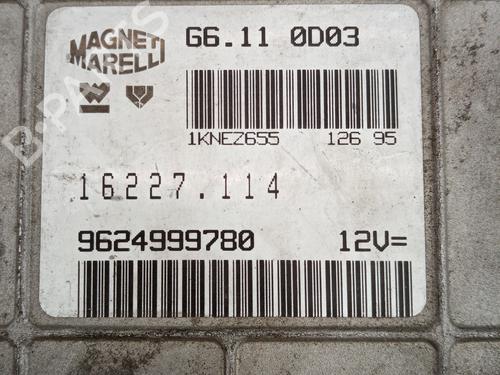 MAGNETI
MARELLI
G6.11 0D03
1KNEZ655 126 95
16227.114
9624999780 12V=
B-PARTS